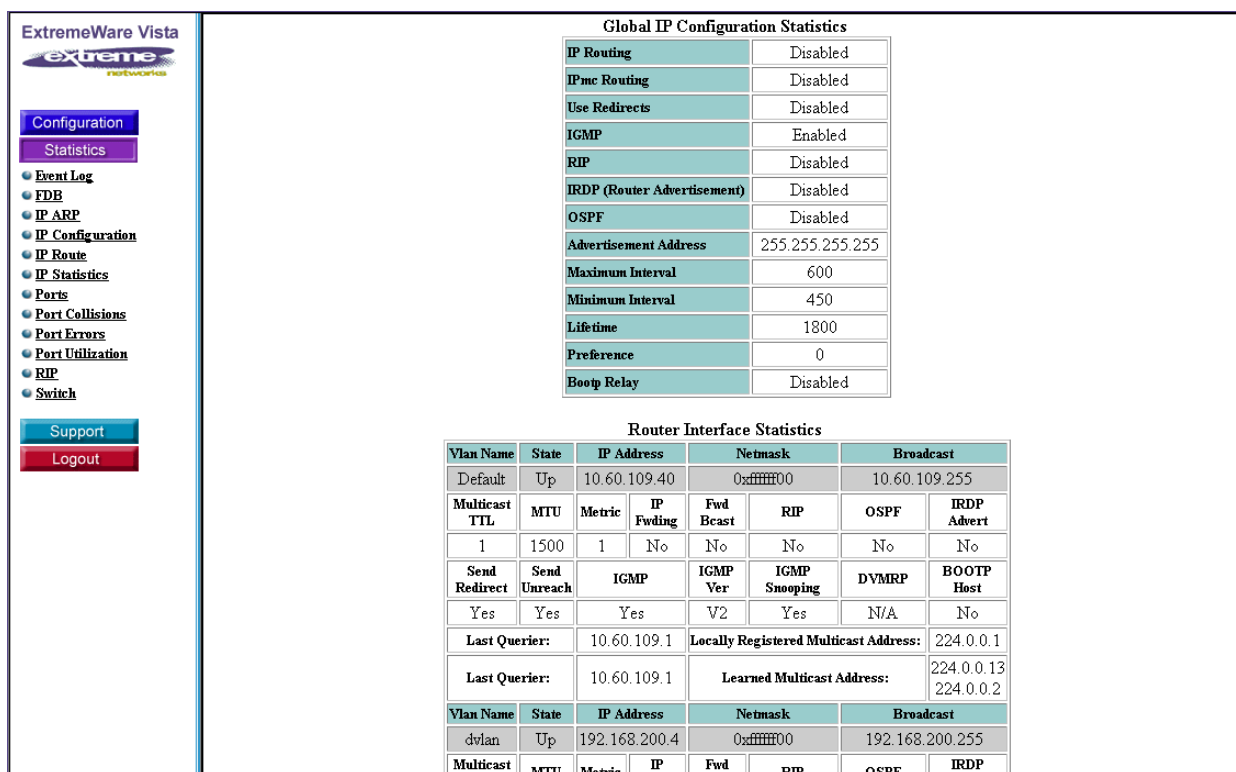 ExtremeWare Vista
extreme
networks
Configuration
Statistics
Event Log
FDB
IP ARP
IP Configuration
IP Route
IP Statistics
Ports
Port Collisions
Port Errors
Port Utilization
RIP
Switch
Support
Logout
Global IP Configuration Statistics
IP Routing Disabled
IPmc Routing Disabled
Use Redirects Disabled
IGMP Enabled
RIP Disabled
IRDP (Router Advertisement) Disabled
OSPF Disabled
Advertisement Address 255.255.255.255
Maximum Interval 600
Minimum Interval 450
Lifetime 1800
Preference 0
Bootp Relay Disabled
Router Interface Statistics
Vlan Name State IP Address Netmask Broadcast
Default Up 10.60.109.40 0xffffff00 10.60.109.255
Multicast TTL MTU Metric IP Fwding Fwd Bcast RIP OSPF IRDP Advert
1 1500 1 No No No No No
Send Redirect Send Unreach IGMP IGMP Ver IGMP Snooping DVMRP BOOTP Host
Yes Yes Yes V2 Yes N/A No
Last Querier: 10.60.109.1 Locally Registered Multicast Address: 224.0.0.1
Last Querier: 10.60.109.1 Learned Multicast Address: 224.0.0.13
224.0.0.2
Vlan Name State IP Address Netmask Broadcast
dvlan Up 192.168.200.4 0xffffff00 192.168.200.255
Multicast MTU Metric IP Fwd RIP OSPF IRDP